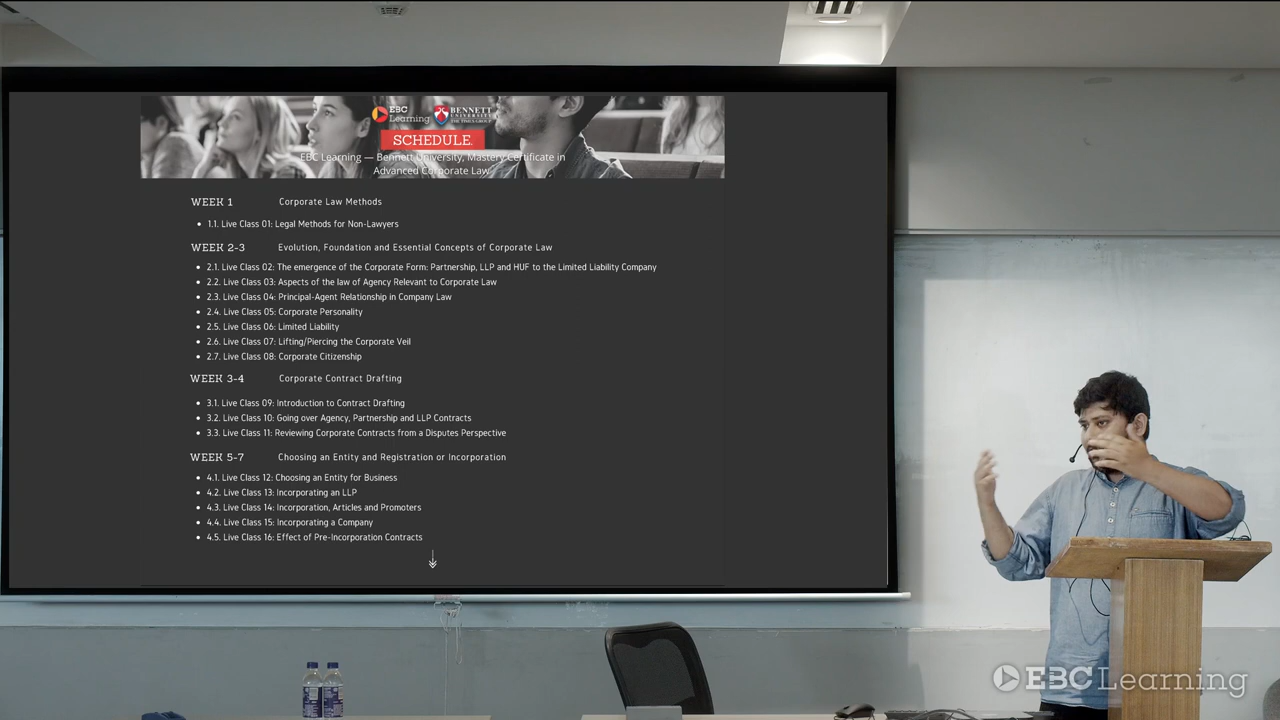 EBC
Learning
BENNETT
UNIVERSITY
THE TIMES GROUP
SCHEDULE.
EBC Learning — Bennett University, Mastery Certificate in
Advanced Corporate Law
WEEK 1 Corporate Law Methods
• 1.1. Live Class 01: Legal Methods for Non-Lawyers
WEEK 2-3 Evolution, Foundation and Essential Concepts of Corporate Law
• 2.1. Live Class 02: The emergence of the Corporate Form: Partnership, LLP and HUF to the Limited Liability Company
• 2.2. Live Class 03: Aspects of the law of Agency Relevant to Corporate Law
• 2.3. Live Class 04: Principal-Agent Relationship in Company Law
• 2.4. Live Class 05: Corporate Personality
• 2.5. Live Class 06: Limited Liability
• 2.6. Live Class 07: Lifting/Piercing the Corporate Veil
• 2.7. Live Class 08: Corporate Citizenship
WEEK 3-4 Corporate Contract Drafting
• 3.1. Live Class 09: Introduction to Contract Drafting
• 3.2. Live Class 10: Going over Agency, Partnership and LLP Contracts
• 3.3. Live Class 11: Reviewing Corporate Contracts from a Disputes Perspective
WEEK 5-7 Choosing an Entity and Registration or Incorporation
• 4.1. Live Class 12: Choosing an Entity for Business
• 4.2. Live Class 13: Incorporating an LLP
• 4.3. Live Class 14: Incorporation, Articles and Promoters
• 4.4. Live Class 15: Incorporating a Company
• 4.5. Live Class 16: Effect of Pre-Incorporation Contracts
EBC Learning